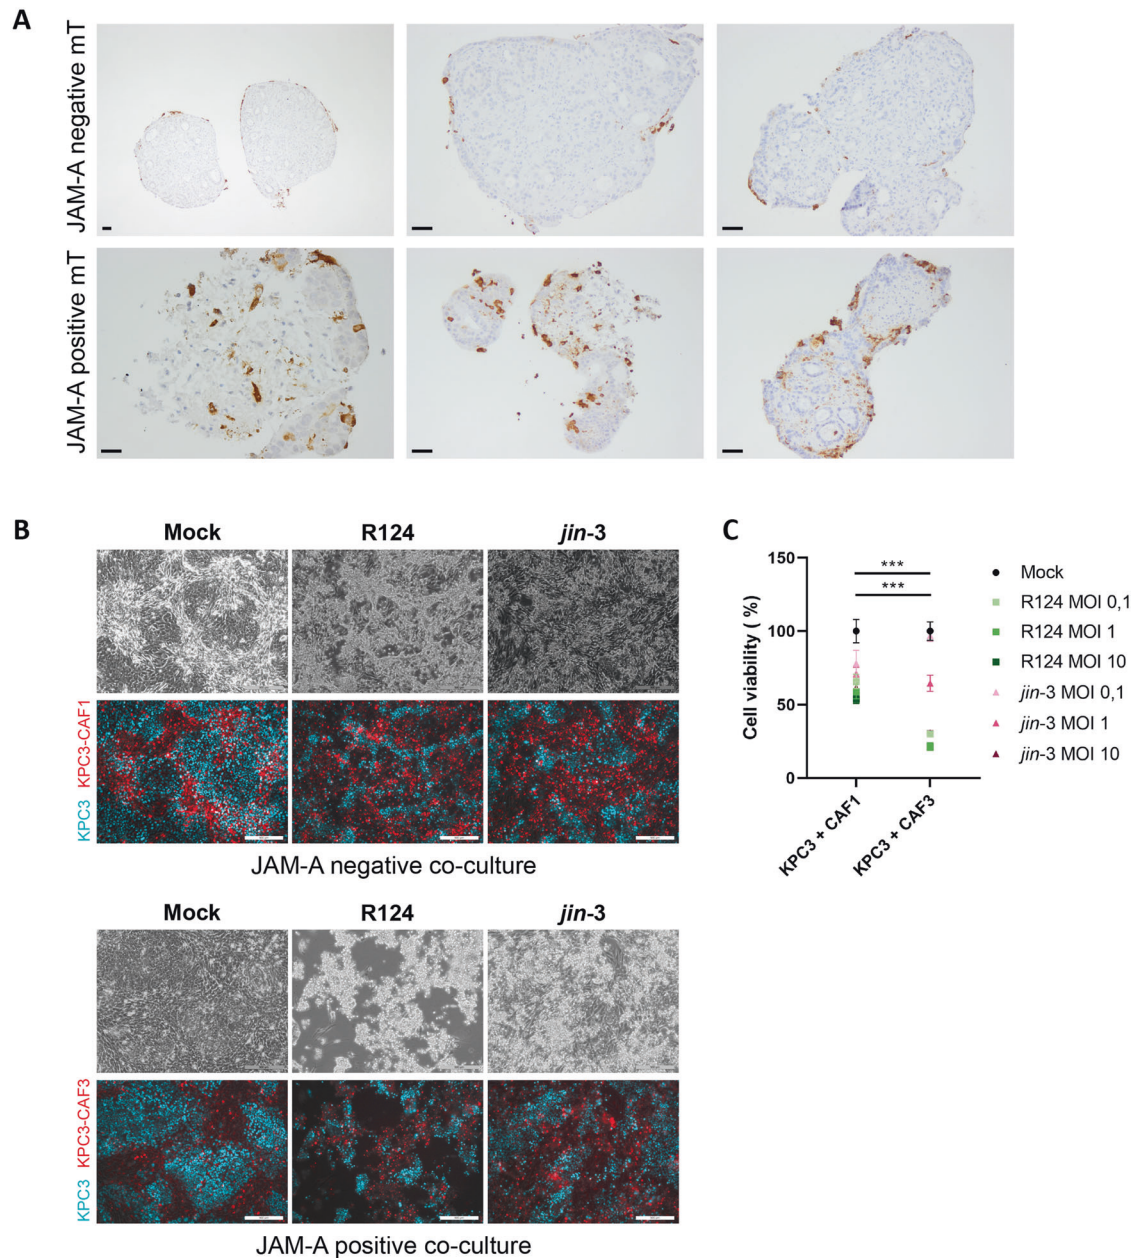 A
JAM-A negative mT
JAM-A positive mT
B
Mock
R124
jin-3
KPC3 KPC3-CAF1
JAM-A negative co-culture
Mock
R124
jin-3
KPC3 KPC3-CAF3
JAM-A positive co-culture
C
Cell viability ( %)
150
100
50
0
***
***
KPC3 + CAF1
KPC3 + CAF3
Mock
R124 MOI 0,1
R124 MOI 1
R124 MOI 10
jin-3 MOI 0,1
jin-3 MOI 1
jin-3 MOI 10